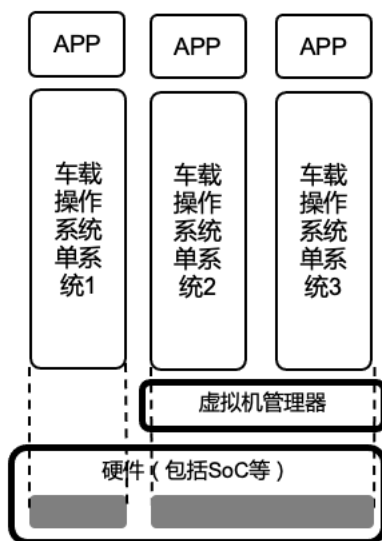 APP
APP
APP
车载
操作
系统
单系
统1
车载
操作
系统
单系
统2
车载
操作
系统
单系
统3
虚拟机管理器
硬件（包括SoC等）